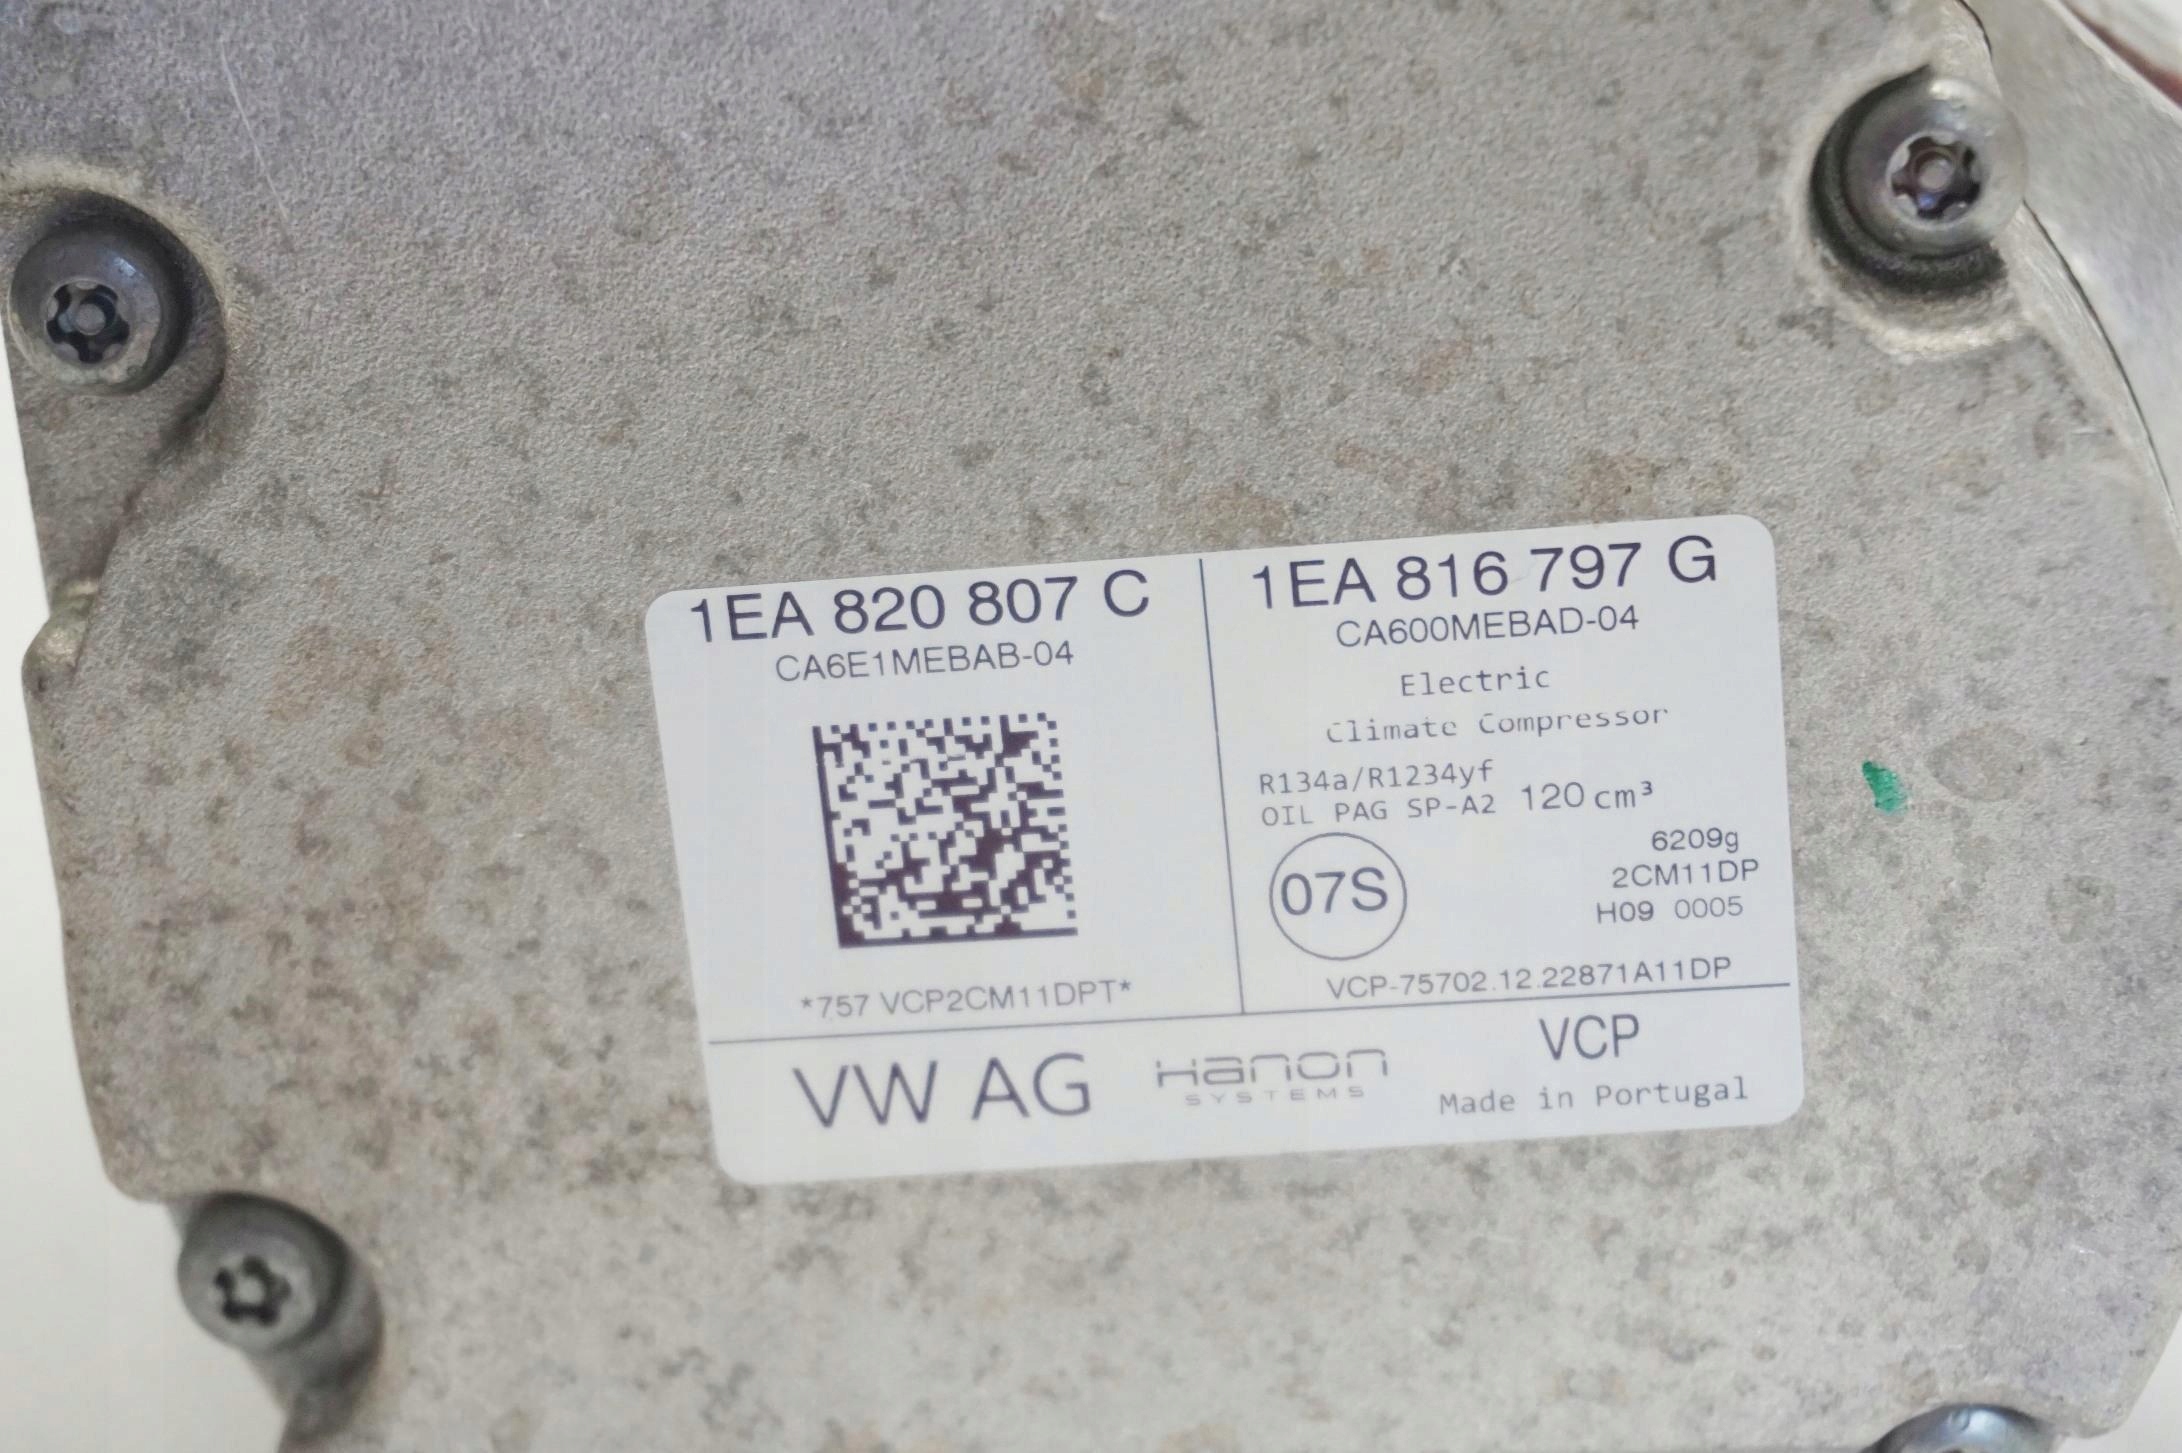 1EA 820 807 C
CA6E1MEBAB-04
*757 VCP2CM11DPT*
1EA 816 797 G
CA600MEBAD-04
Electric
Climate Compressor
R134a/R1234yf
OIL PAG SP-A2 120 cm³
6209g
07S
2CM11DP
H09 0005
VCP-75702.12.22871A11DP
VW AG
Hanon
SYSTEMS
VCP
Made in Portugal